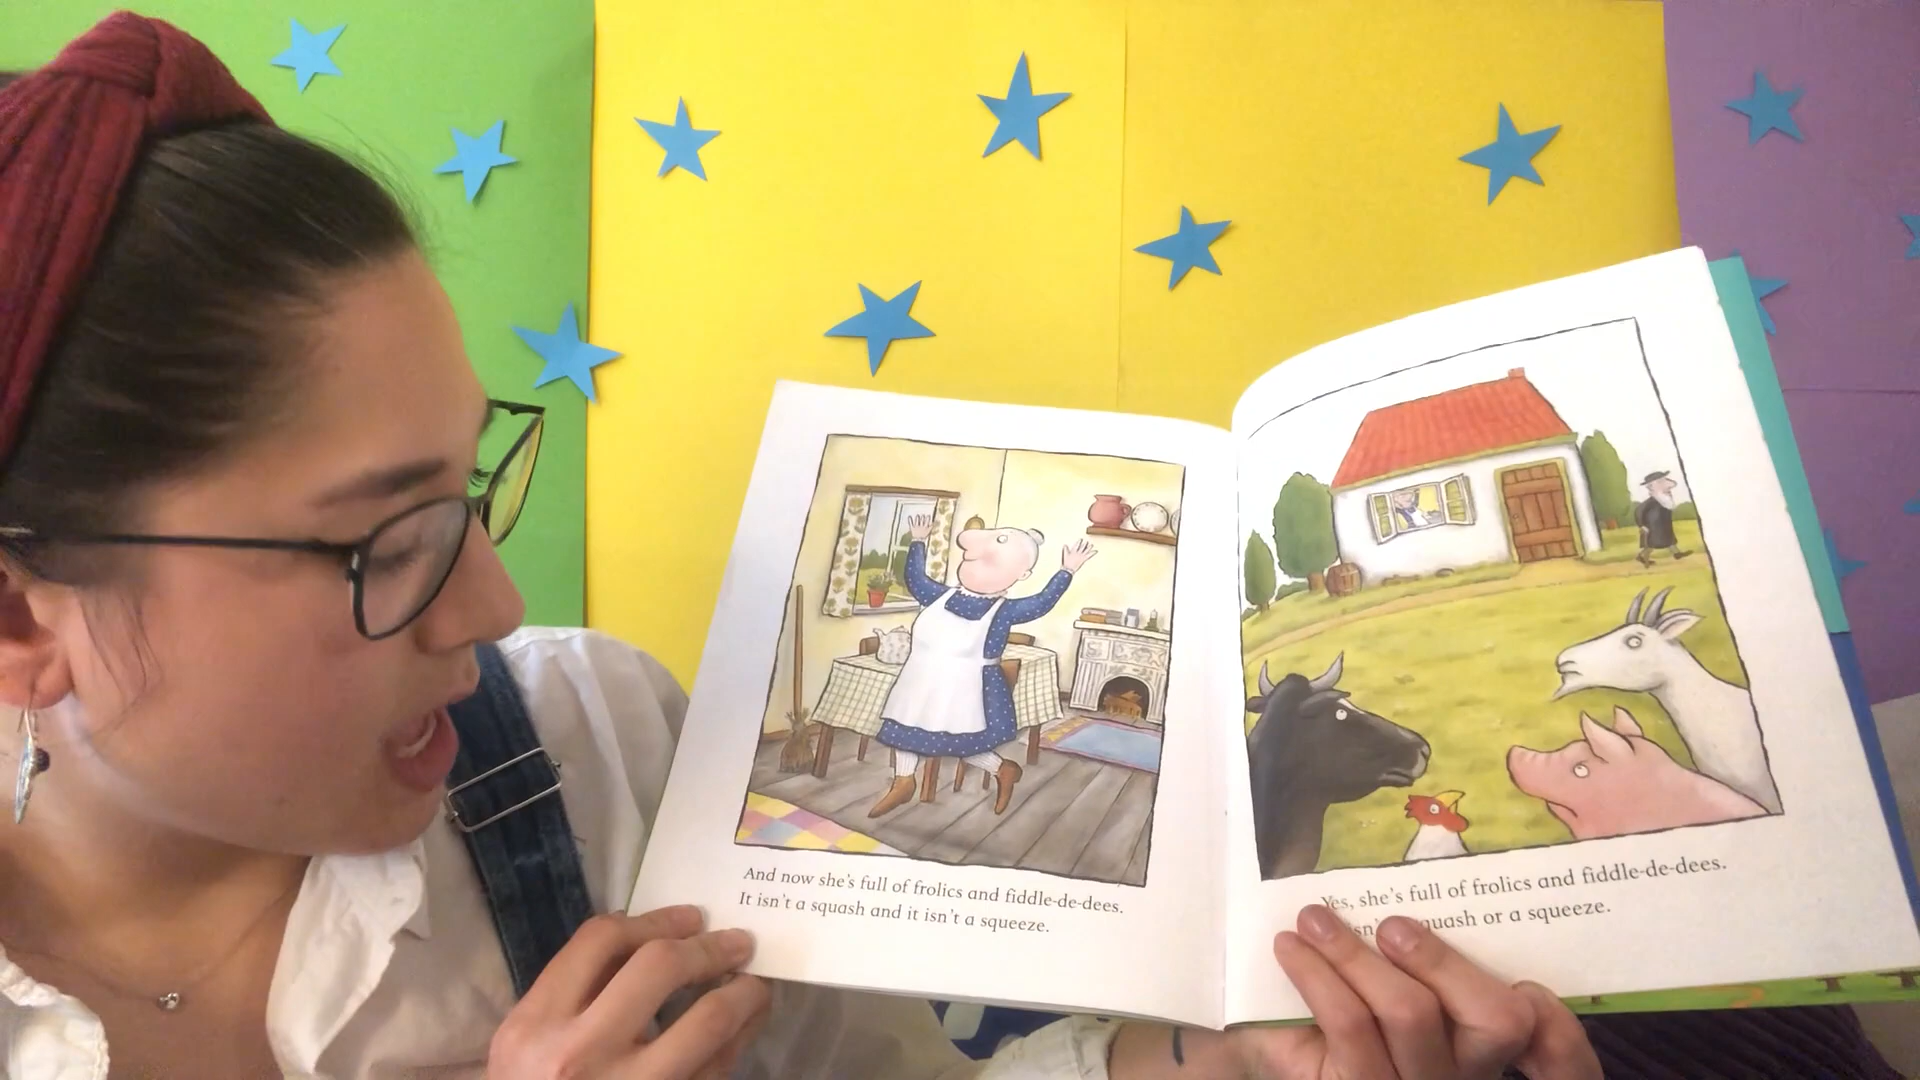 And now she's full of frolics and fiddle-de-dees.
It isn't a squash and it isn't a squeeze.
Yes, she's full of frolics and fiddle-de-dees.
or a squeeze.